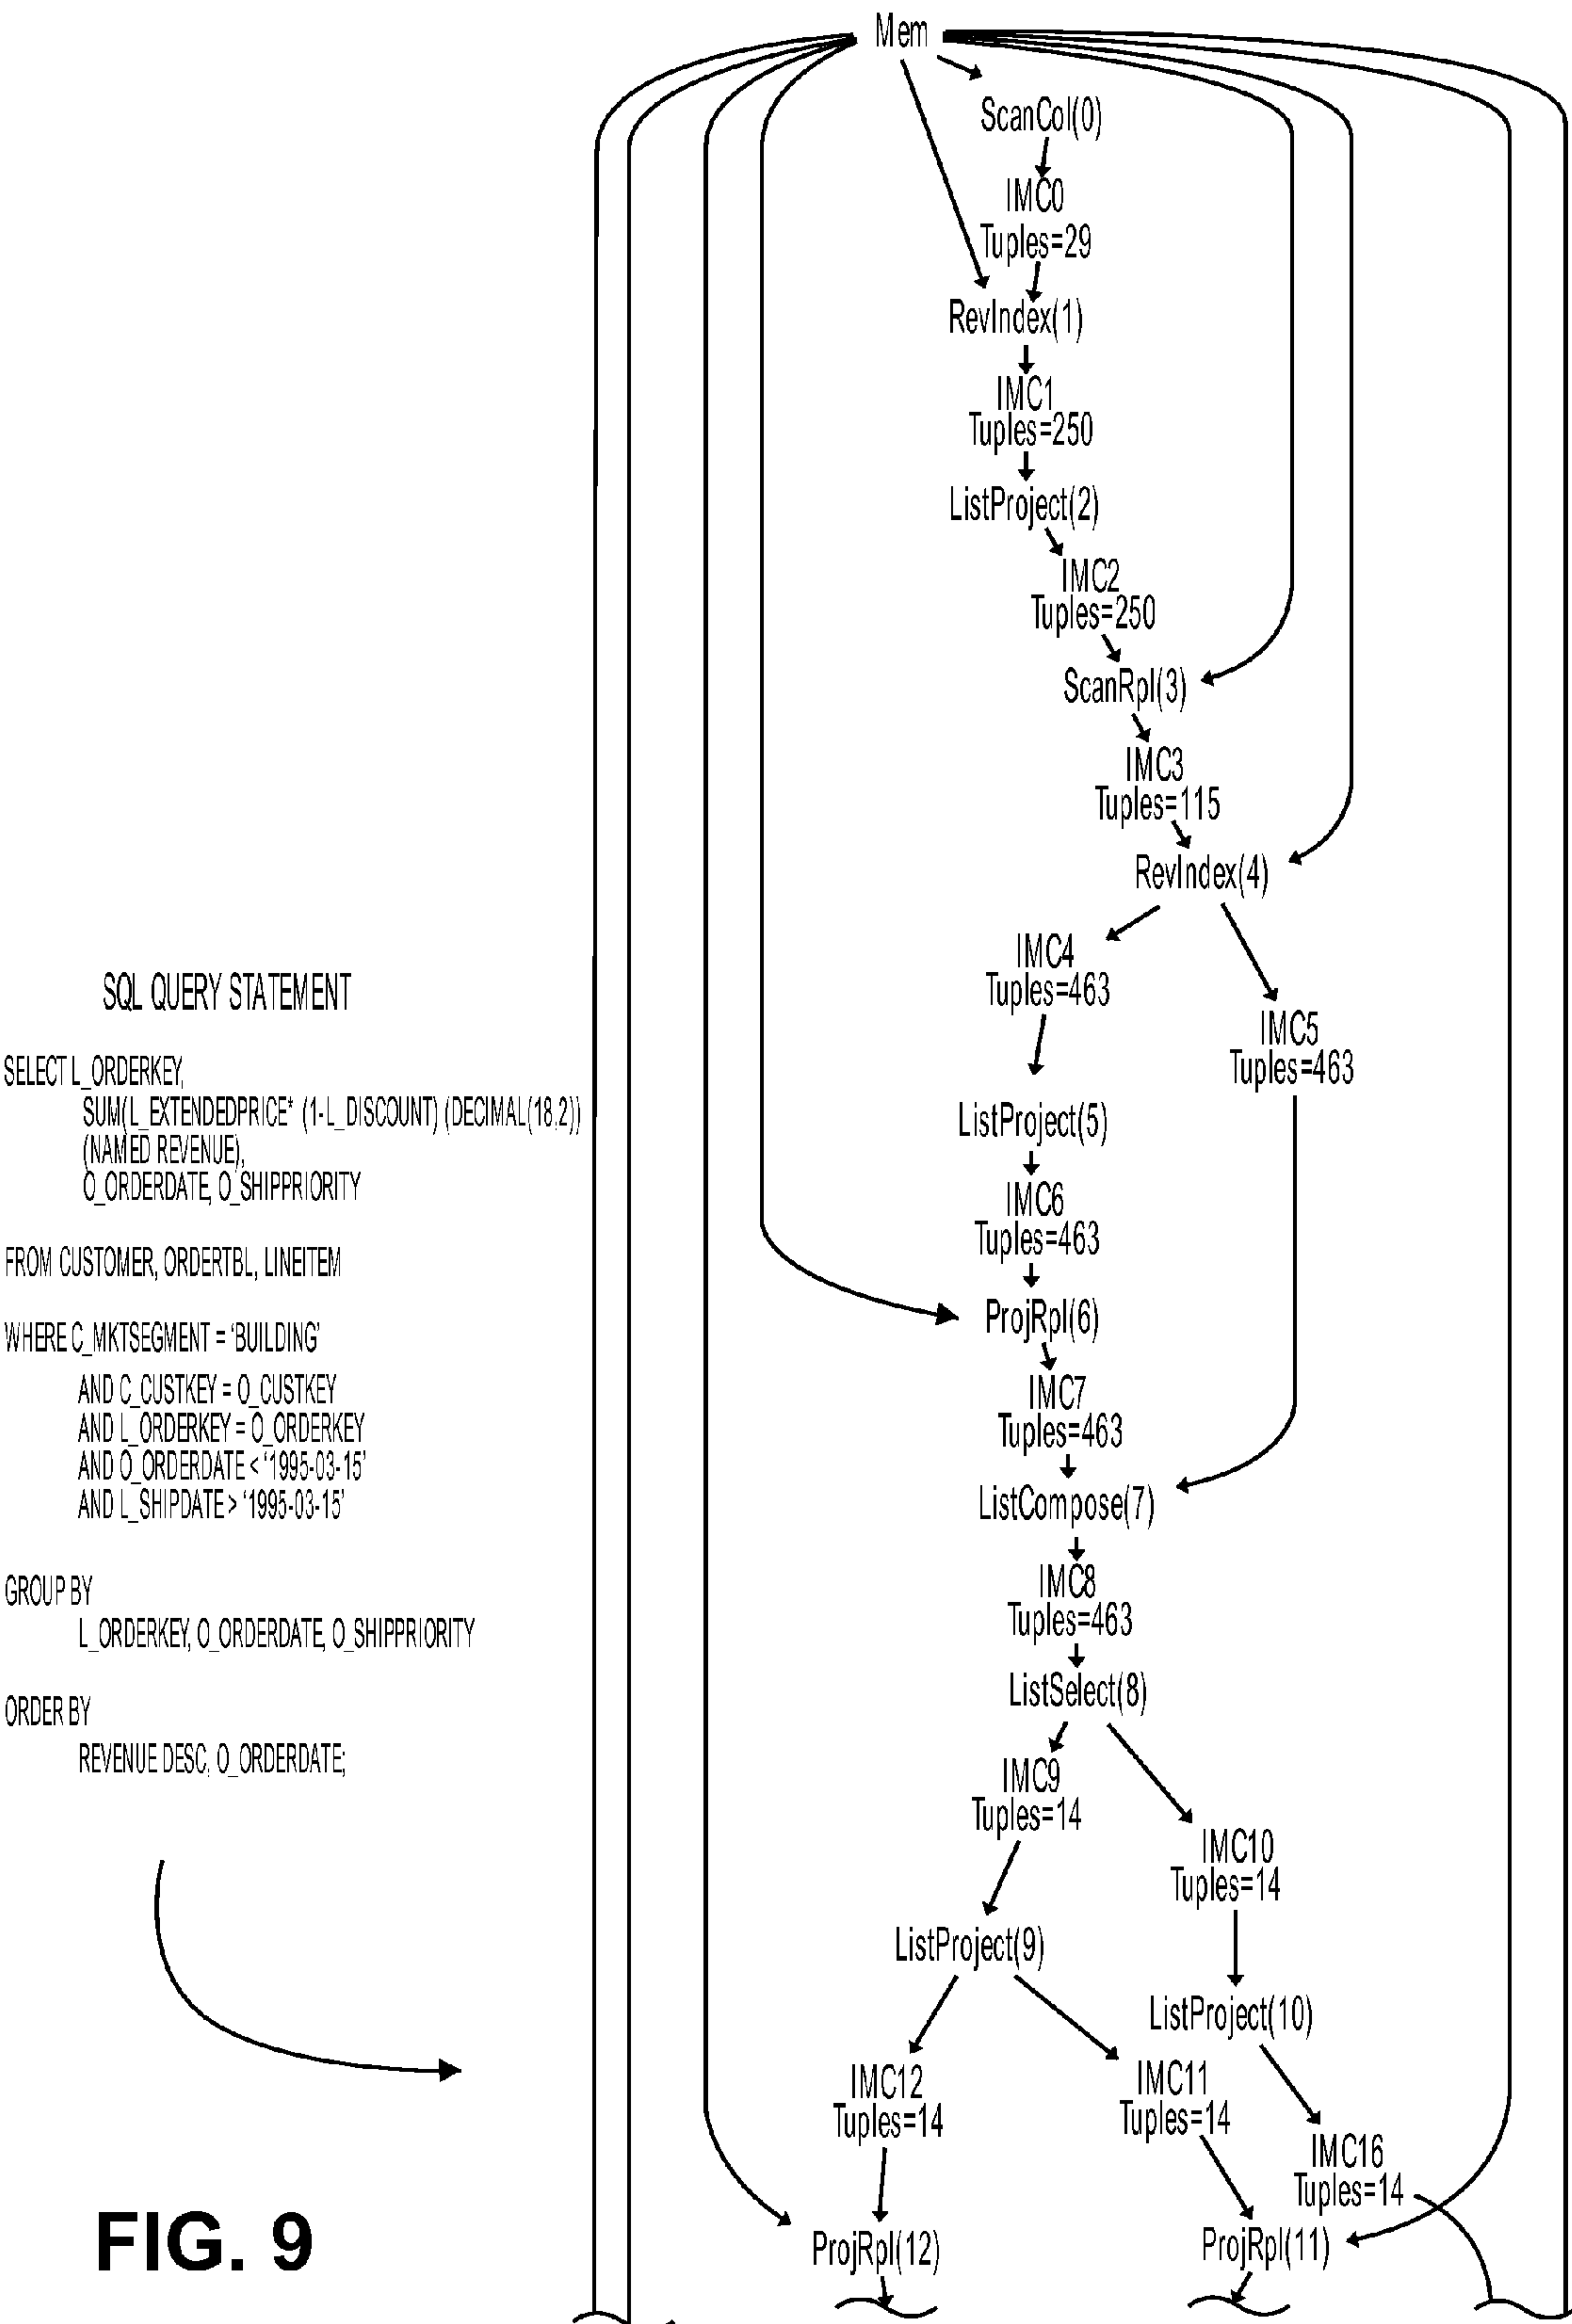 Mem
ScanCol(0)
IMC0
Tuples=29
RevIndex(1)
IMC1
Tuples=250
ListProject(2)
IMC2
Tuples=250
ScanRpl(3)
IMC3
Tuples=115
RevIndex(4)
IMC4
Tuples=463
IMC5
Tuples=463
ListProject(5)
IMC6
Tuples=463
ProjRpl(6)
IMC7
Tuples=463
ListCompose(7)
IMC8
Tuples=463
ListSelect(8)
IMC9
Tuples=14
IMC10
Tuples=14
ListProject(9)
ListProject(10)
IMC12
Tuples=14
IMC11
Tuples=14
IMC16
Tuples=14
ProjRpl(12)
ProjRpl(11)
SQL QUERY STATEMENT
SELECT L_ORDERKEY,
SUM(L_EXTENDEDPRICE* (1-L_DISCOUNT) (DECIMAL(18,2))
(NAMED REVENUE),
O_ORDERDATE, O_SHIPPRIORITY
FROM CUSTOMER, ORDERTBL, LINEITEM
WHERE C_MKTSEGMENT = ‘BUILDING’
AND C_CUSTKEY = O_CUSTKEY
AND L_ORDERKEY = O_ORDERKEY
AND O_ORDERDATE < ‘1995-03-15’
AND L_SHIPDATE > ‘1995-03-15’
GROUP BY
L_ORDERKEY, O_ORDERDATE, O_SHIPPRIORITY
ORDER BY
REVENUE DESC, O_ORDERDATE;
FIG. 9